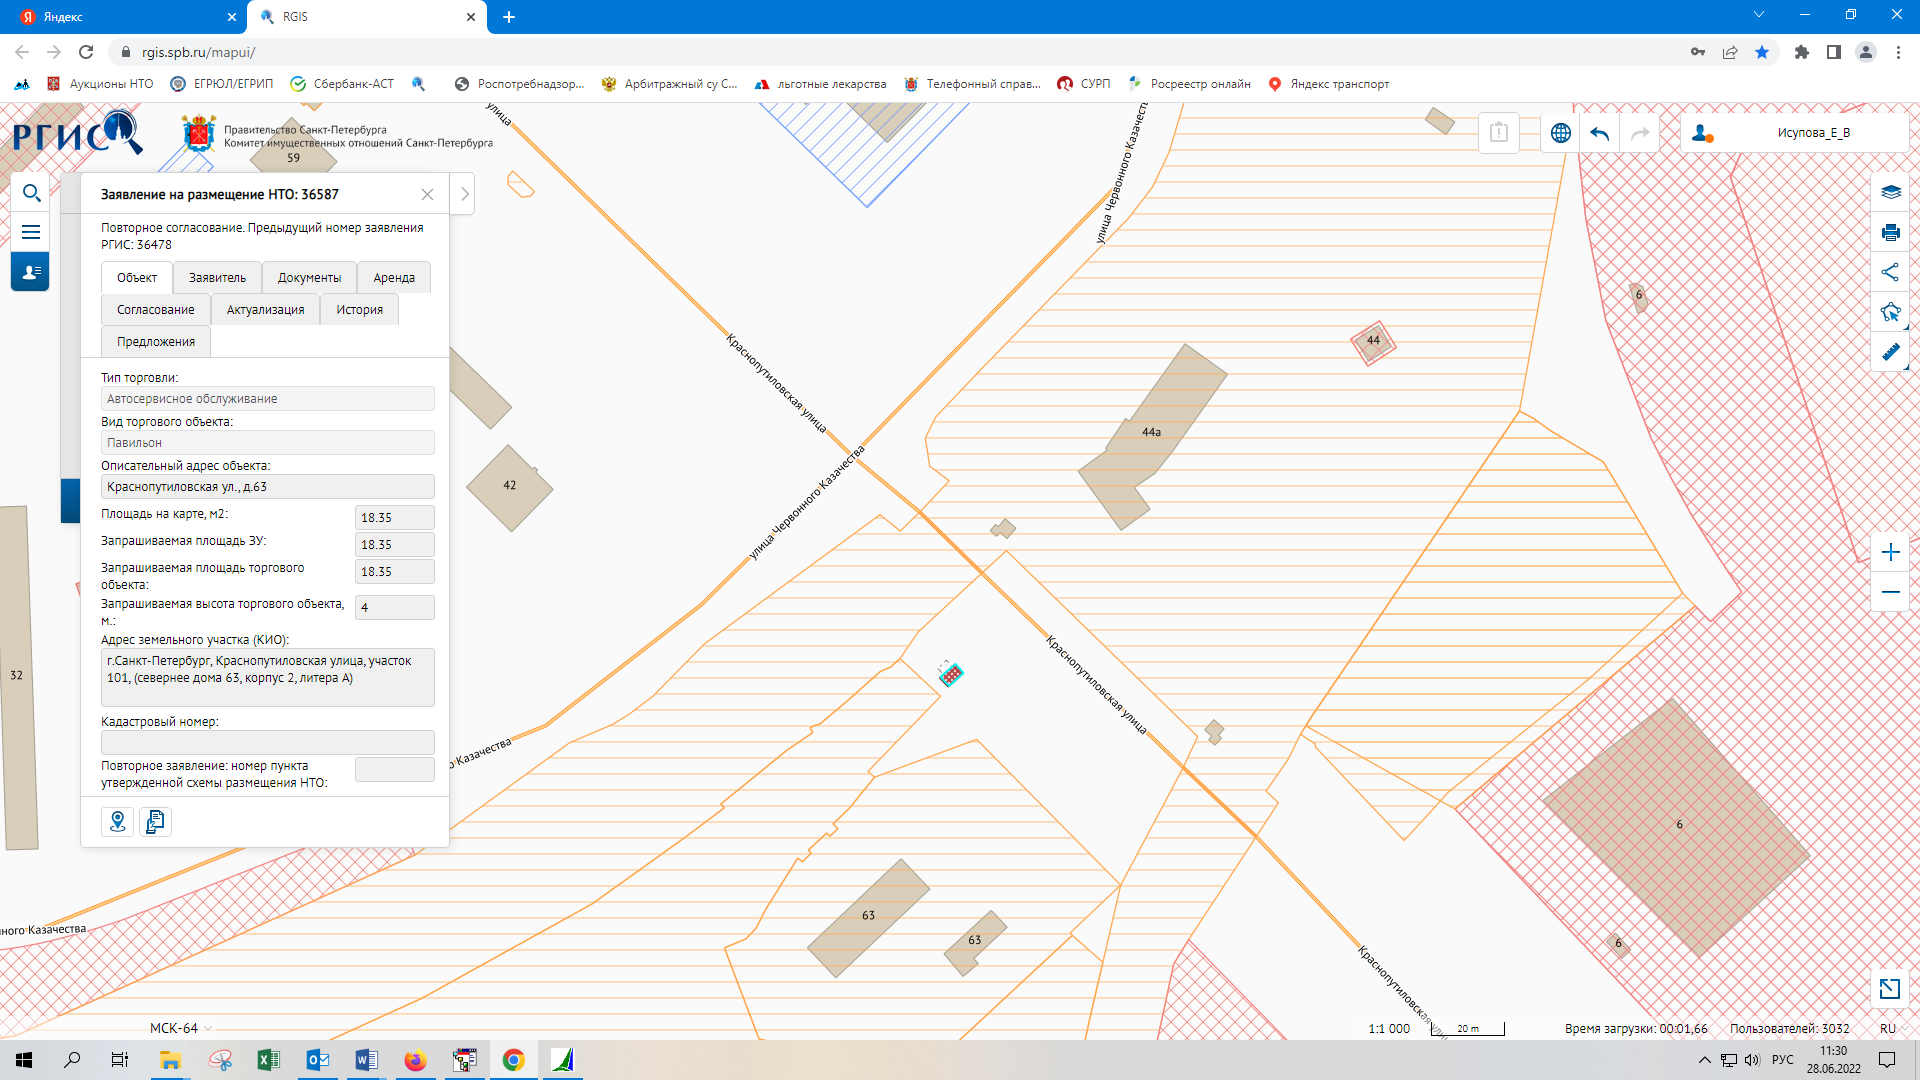 Яндекс
RGIS
rgis.spb.ru/mapui/
Аукционы НТО
ЕГРЮЛ/ЕГРИП
Сбербанк-АСТ
Роспотребнадзор...
Арбитражный су С...
льготные лекарства
Телефонный справ...
СУРП
Росреестр онлайн
Яндекс транспорт
РГИС
Правительство Санкт-Петербурга
Комитет имущественных отношений Санкт-Петербурга
Исупова_Е_В
Заявление на размещение НТО: 36587
Повторное согласование. Предыдущий номер заявления
РГИС: 36478
Объект
Заявитель
Документы
Аренда
Согласование
Актуализация
История
Предложения
Тип торговли:
Автосервисное обслуживание
Вид торгового объекта:
Павильон
Описательный адрес объекта:
Краснопутиловская ул., д.63
Площадь на карте, м2:
18.35
Запрашиваемая площадь ЗУ:
18.35
Запрашиваемая площадь торгового
объекта:
18.35
Запрашиваемая высота торгового объекта,
м.:
4
Адрес земельного участка (КИО):
г.Санкт-Петербург, Краснопутиловская улица, участок
101, (севернее дома 63, корпус 2, литера А)
Кадастровый номер:
Повторное заявление: номер пункта
утвержденной схемы размещения НТО:
59
улица
улица Червонного Казачеств
улица Червонного Казачества
Краснопутиловская улица
6
44
44а
42
32
Краснопутиловская улица
о Казачества
нного Казачества
63
63
6
6
Краснопутиловская улиц
МСК-64
1:1 000
20 m
Время загрузки: 00:01,66
Пользователей: 3032
RU
РУС
11:30
28.06.2022